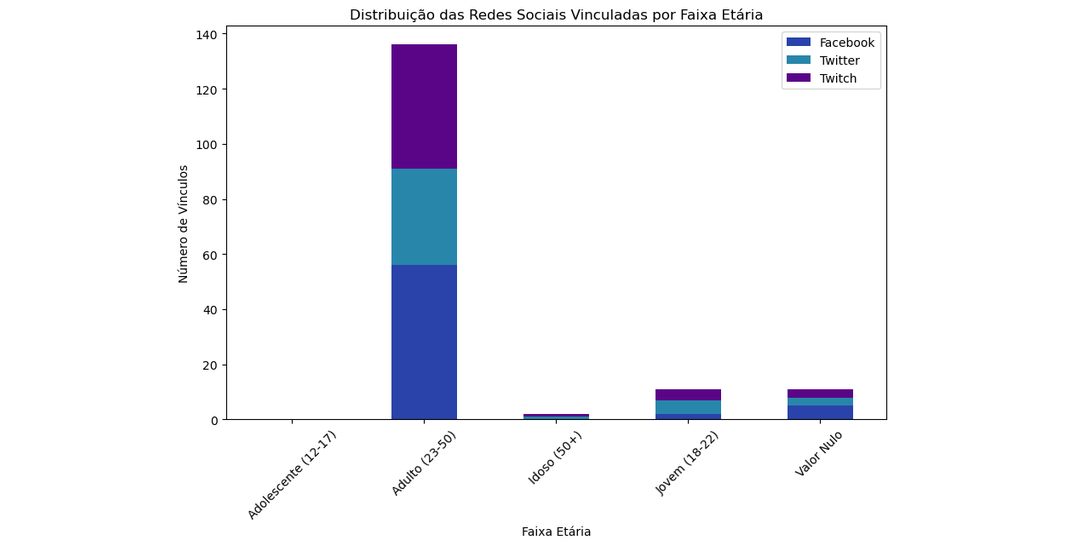 Distribuição das Redes Sociais Vinculadas por Faixa Etária
Facebook
Twitter
Twitch
Número de Vínculos
140
120
100
80
60
40
20
0
Adolescente (12-17)
Adulto (23-50)
Idoso (50+)
Jovem (18-22)
Valor Nulo
Faixa Etária